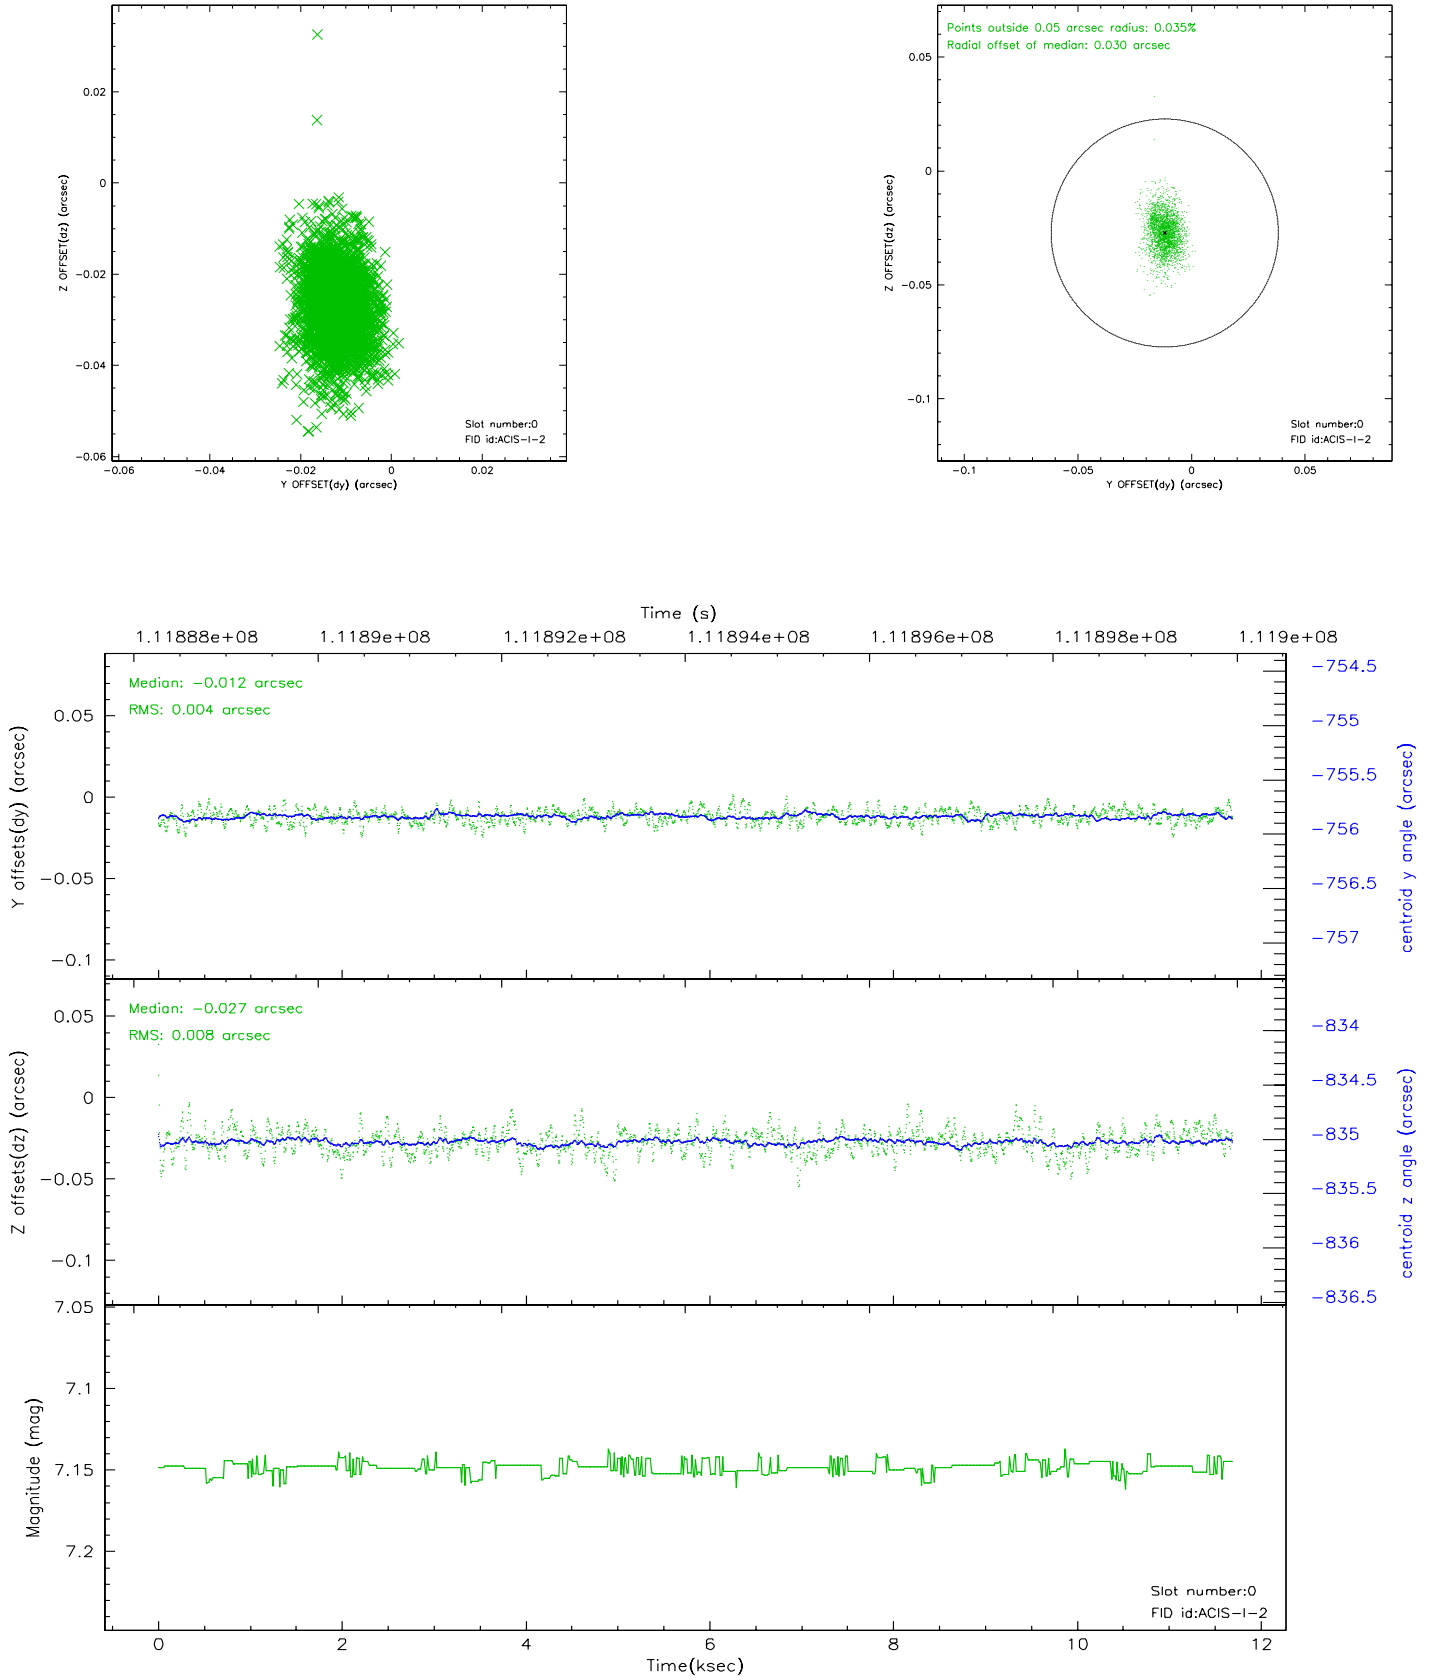 0.02
0
-0.02
-0.04
-0.06
Z OFFSET(dz) (arcsec)
-0.06 -0.04 -0.02 0 0.02
Y OFFSET(dy) (arcsec)
Slot number:0
FID id:ACIS-I-2
Points outside 0.05 arcsec radius: 0.035%
Radial offset of median: 0.030 arcsec
0.05
0
-0.05
-0.1
Z OFFSET(dz) (arcsec)
-0.1 -0.05 0 0.05
Y OFFSET(dy) (arcsec)
Slot number:0
FID id:ACIS-I-2
Time (s)
1.11888e+08 1.1189e+08 1.11892e+08 1.11894e+08 1.11896e+08 1.11898e+08 1.119e+08
Median: -0.012 arcsec
RMS: 0.004 arcsec
0.05
0
-0.05
-0.1
Y offsets(dy) (arcsec)
-754.5
-755
-755.5
-756
-756.5
-757
centroid y angle (arcsec)
Median: -0.027 arcsec
RMS: 0.008 arcsec
0.05
0
-0.05
-0.1
Z offsets(dz) (arcsec)
-834
-834.5
-835
-835.5
-836
-836.5
centroid z angle (arcsec)
7.05
7.1
7.15
7.2
Magnitude (mag)
Slot number:0
FID id:ACIS-I-2
0 2 4 6 8 10 12
Time(ksec)